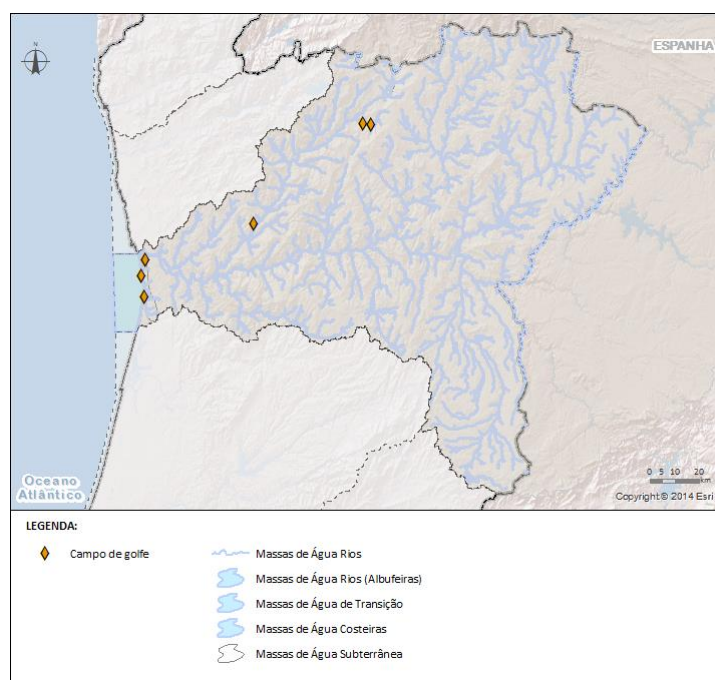 N
ESPANHA
Oceano
Atlântico
0 5 10 20
km
Copyright© 2014 Esri
LEGENDA:
Campo de golfe
Massas de Água Rios
Massas de Água Rios (Albufeiras)
Massas de Água de Transição
Massas de Água Costeiras
Massas de Água Subterrânea